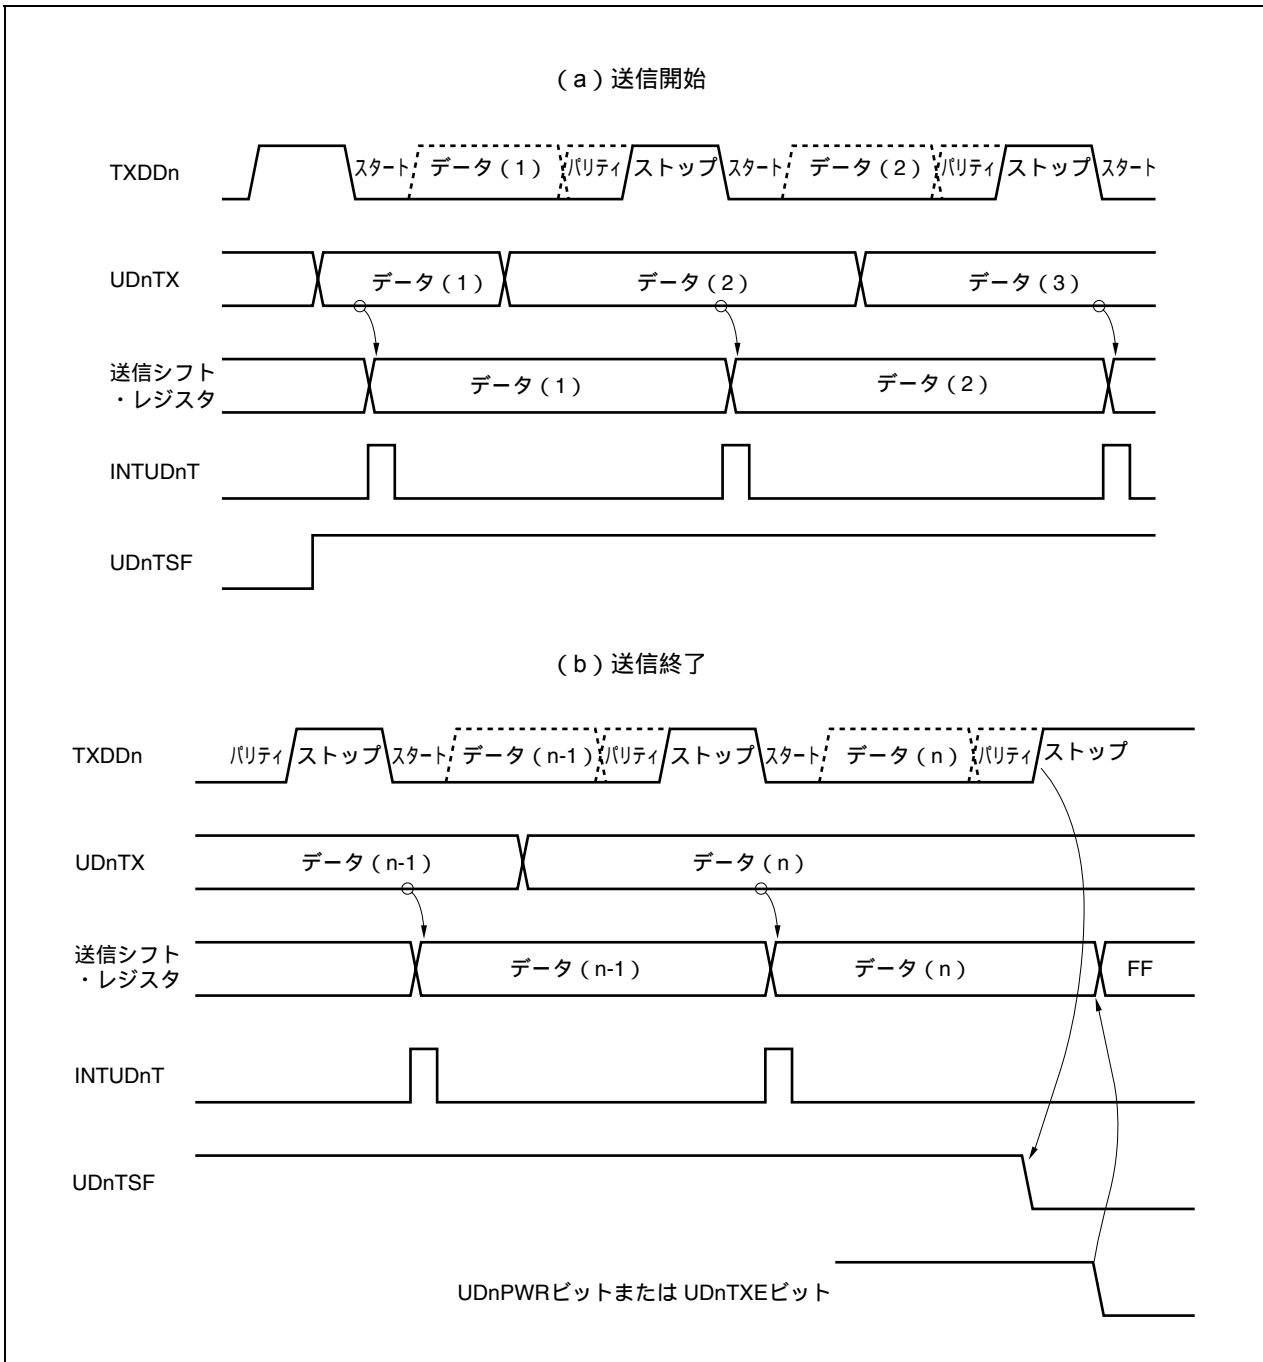 （a）送信開始
TXDDn スタート データ（1） パリティ ストップ スタート データ（2） パリティ ストップ スタート
UDnTX データ（1） データ（2） データ（3）
送信シフト
・レジスタ データ（1） データ（2）
INTUDnT
UDnTSF
（b）送信終了
TXDDn パリティ ストップ スタート データ（n-1） パリティ ストップ スタート データ（n） パリティ ストップ
UDnTX データ（n-1） データ（n）
送信シフト
・レジスタ データ（n-1） データ（n） FF
INTUDnT
UDnTSF
UDnPWRビットまたは UDnTXEビット